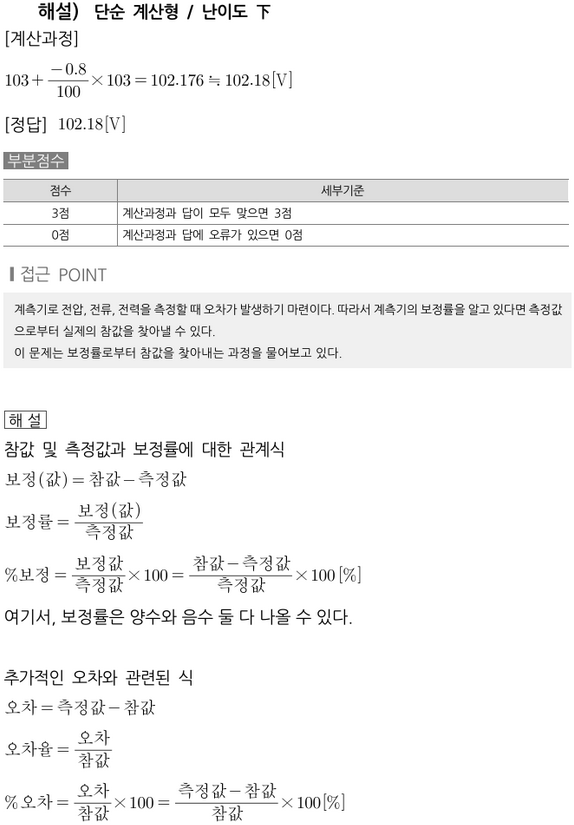 해설) 단순 계산형 / 난이도 下
[계산과정]
103 + \frac{-0.8}{100} × 103 = 102.176 ≒ 102.18[V]
[정답] 102.18[V]
부분점수
점수 세부기준
3점 계산과정과 답이 모두 맞으면 3점
0점 계산과정과 답에 오류가 있으면 0점
접근 POINT
계측기로 전압, 전류, 전력을 측정할 때 오차가 발생하기 마련이다. 따라서 계측기의 보정률을 알고 있다면 측정값
으로부터 실제의 참값을 찾아낼 수 있다.
이 문제는 보정률로부터 참값을 찾아내는 과정을 물어보고 있다.
해 설
참값 및 측정값과 보정률에 대한 관계식
보정(값) = 참값 - 측정값
보정률 = \frac{보정(값)}{측정값}
%보정 = \frac{보정값}{측정값} × 100 = \frac{참값 - 측정값}{측정값} × 100 [%]
여기서, 보정률은 양수와 음수 둘 다 나올 수 있다.
추가적인 오차와 관련된 식
오차 = 측정값 - 참값
오차율 = \frac{오차}{참값}
%오차 = \frac{오차}{참값} × 100 = \frac{측정값 - 참값}{참값} × 100[%]